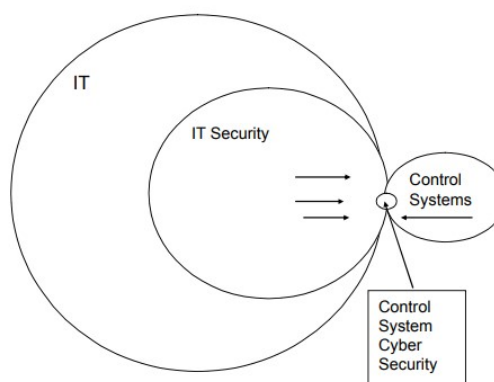 IT
IT Security
Control
Systems
Control
System
Cyber
Security